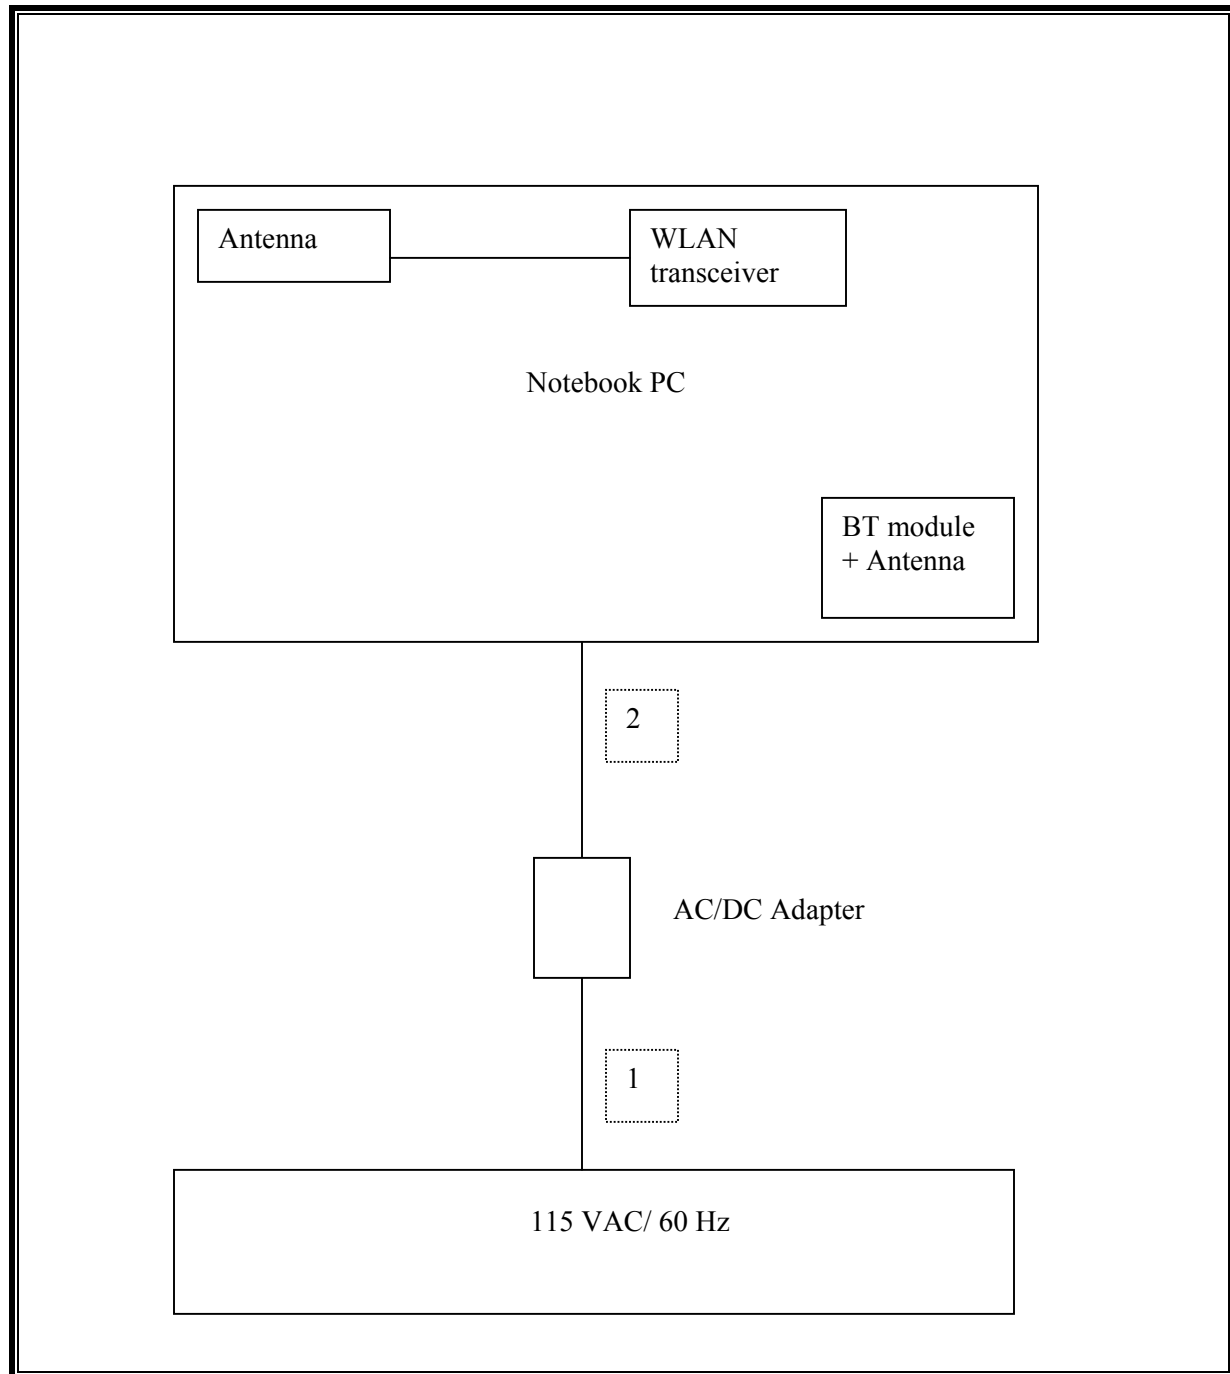 Antenna
WLAN
transceiver
Notebook PC
BT module
+ Antenna
2
AC/DC Adapter
1
115 VAC/ 60 Hz